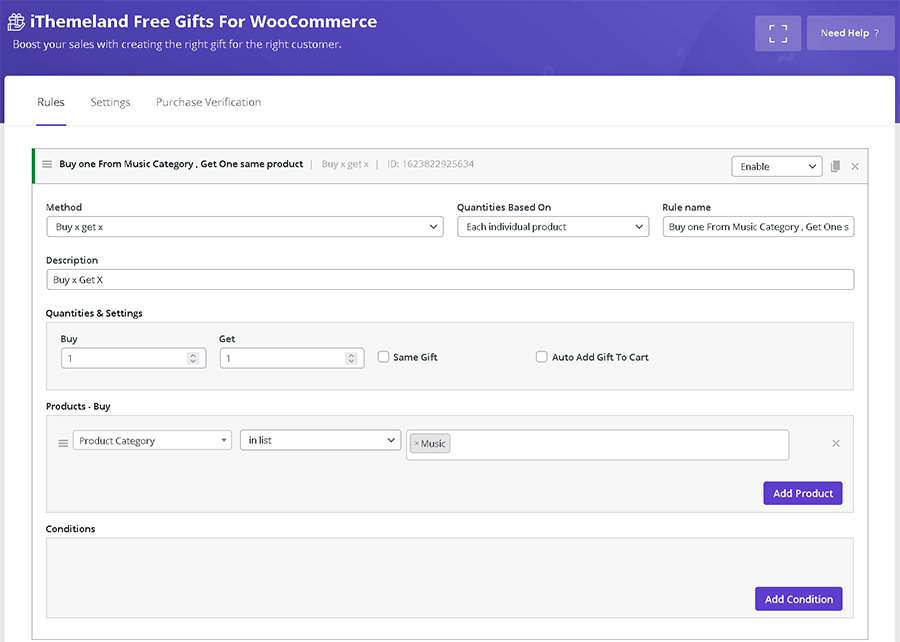 iThemeland Free Gifts For WooCommerce
Boost your sales with creating the right gift for the right customer.
Need Help ?
Rules Settings Purchase Verification
Buy one From Music Category , Get One same product | Buy x get x | ID: 1623822925634
Enable
Method Quantities Based On Rule name
Buy x get x Each individual product Buy one From Music Category , Get One s
Description
Buy x Get X
Quantities & Settings
Buy Get
1 1 Same Gift Auto Add Gift To Cart
Products - Buy
Product Category in list × Music
Add Product
Conditions
Add Condition